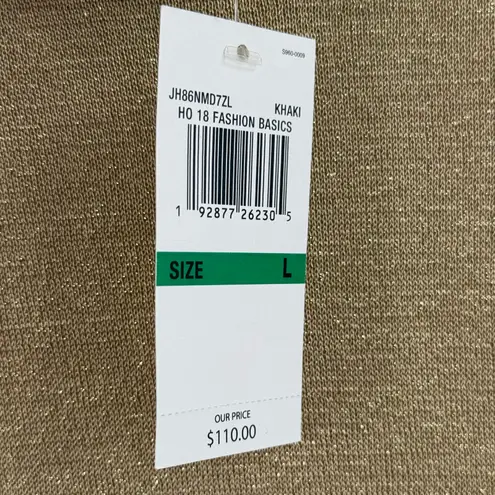 5960-0009
JH86NMD7ZL KHAKI
HO 18 FASHION BASICS
1 92877 26230 5
SIZE L
OUR PRICE
$110.00